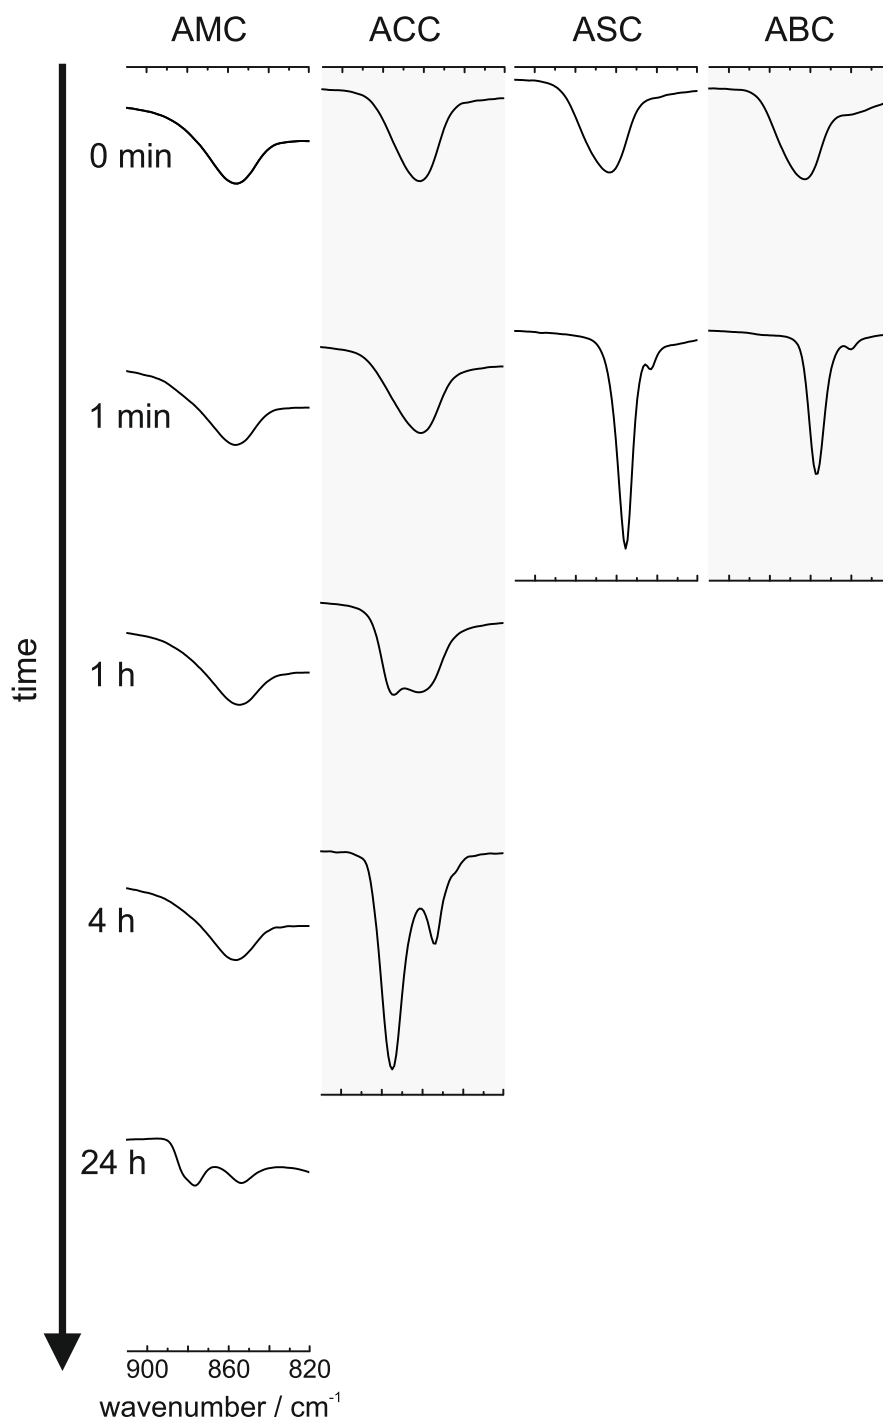 AMC ACC ASC ABC
0 min
1 min
1 h
time
4 h
24 h
900 860 820
wavenumber / cm⁻¹